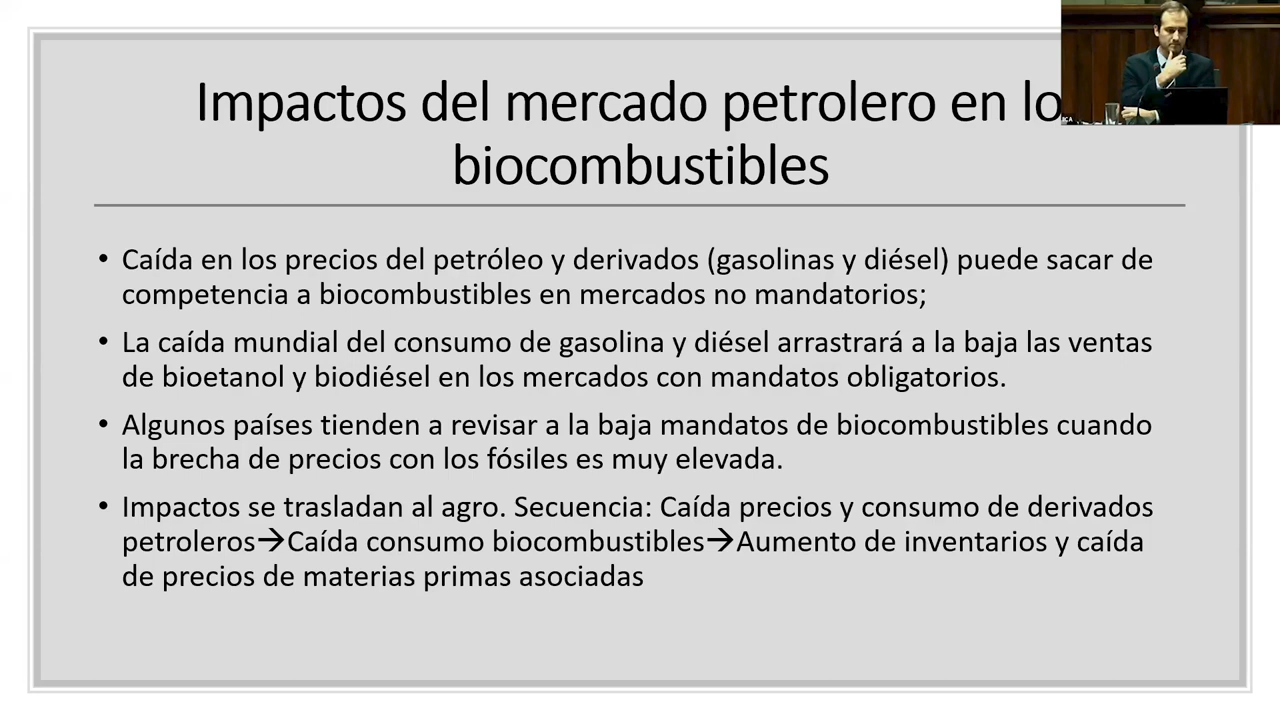 Impactos del mercado petrolero en lo
biocombustibles
• Caída en los precios del petróleo y derivados (gasolinas y diésel) puede sacar de
competencia a biocombustibles en mercados no mandatorios;
• La caída mundial del consumo de gasolina y diésel arrastrará a la baja las ventas
de bioetanol y biodiésel en los mercados con mandatos obligatorios.
• Algunos países tienden a revisar a la baja mandatos de biocombustibles cuando
la brecha de precios con los fósiles es muy elevada.
• Impactos se trasladan al agro. Secuencia: Caída precios y consumo de derivados
petroleros→Caída consumo biocombustibles→Aumento de inventarios y caída
de precios de materias primas asociadas